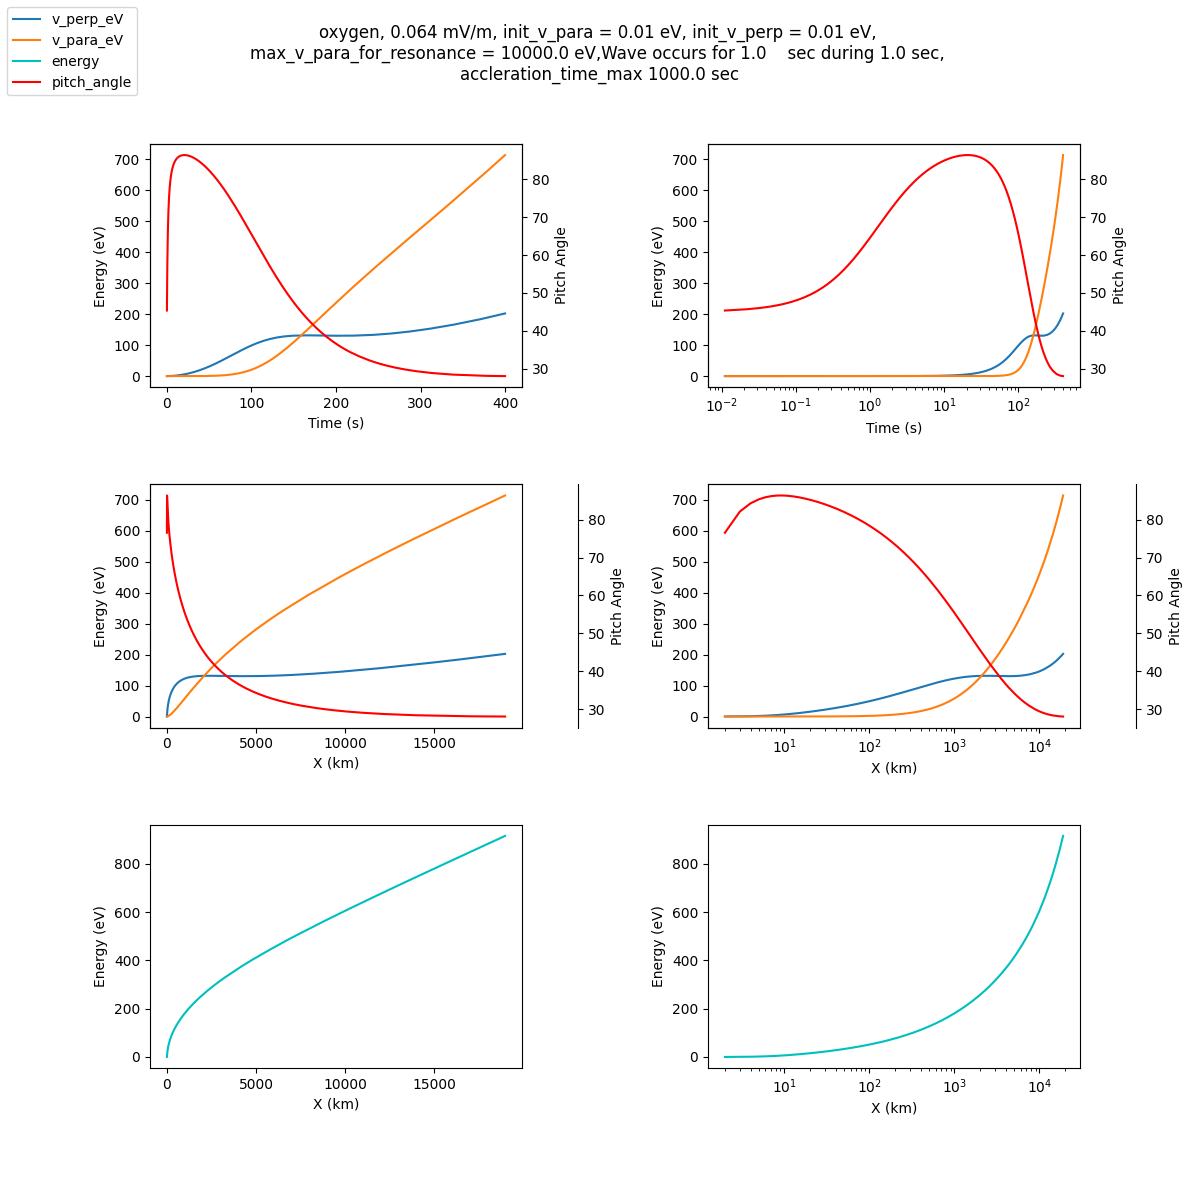 v_perp_eV
v_para_eV
energy
pitch_angle
oxygen, 0.064 mV/m, init_v_para = 0.01 eV, init_v_perp = 0.01 eV,
max_v_para_for_resonance = 10000.0 eV,Wave occurs for 1.0    sec during 1.0 sec,
accleration_time_max 1000.0 sec
700
600
500
400
300
200
100
0
Energy (eV)
0 100 200 300 400
Time (s)
80
70
60
50
40
30
Pitch Angle
700
600
500
400
300
200
100
0
Energy (eV)
10⁻² 10⁻¹ 10⁰ 10¹ 10²
Time (s)
80
70
60
50
40
30
Pitch Angle
700
600
500
400
300
200
100
0
Energy (eV)
0 5000 10000 15000
X (km)
80
70
60
50
40
30
Pitch Angle
700
600
500
400
300
200
100
0
Energy (eV)
10¹ 10² 10³ 10⁴
X (km)
80
70
60
50
40
30
Pitch Angle
800
600
400
200
0
Energy (eV)
0 5000 10000 15000
X (km)
800
600
400
200
0
Energy (eV)
10¹ 10² 10³ 10⁴
X (km)